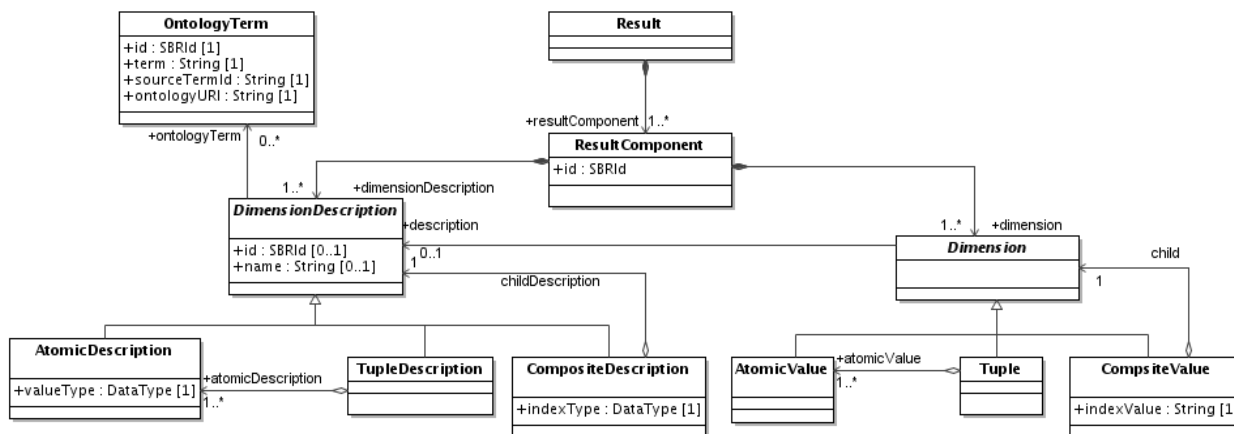 OntologyTerm
+id : SBRId [1]
+term : String [1]
+sourceTermId : String [1]
+ontologyURI : String [1]
Result
+ontologyTerm
0..*
+resultComponent
1..*
ResultComponent
+id : SBRId
1..*
+dimensionDescription
DimensionDescription
+id : SBRId [0..1]
+name : String [0..1]
+description
0..1
1
childDescription
1..*
+dimension
Dimension
child
1
AtomicDescription
+valueType : DataType [1]
+atomicDescription
1..*
TupleDescription
CompositeDescription
+indexType : DataType [1]
AtomicValue
+atomicValue
1..*
Tuple
CompsiteValue
+indexValue : String [1